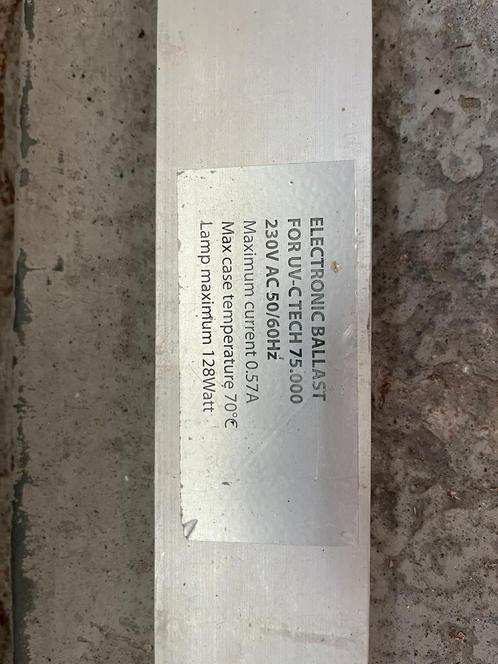 ELECTRONIC BALLAST
FOR UV-C TECH 75.000
230V AC 50/60Hz
Maximum current 0.57A
Max case temperature 70°C
Lamp maximum 128Watt